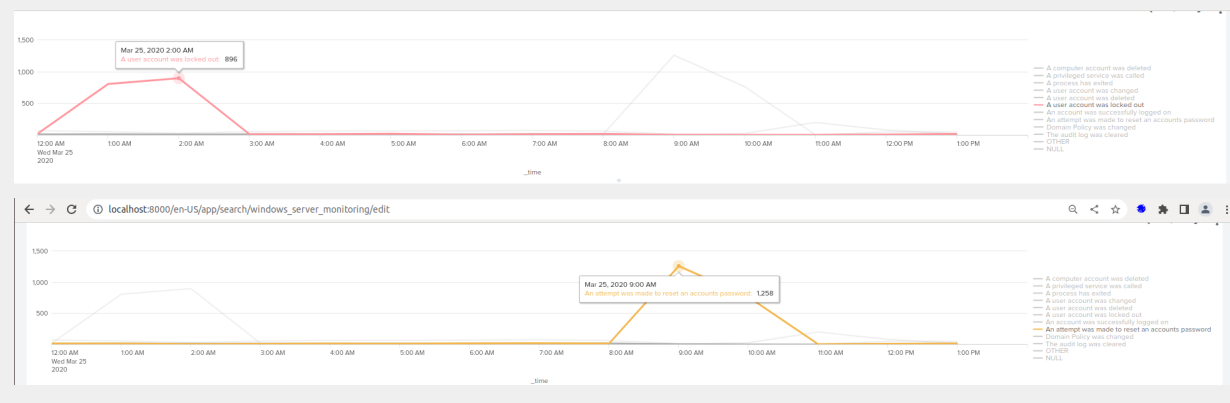 1,500
Mar 25, 2020 2:00 AM
A user account was locked out: 896
1,000
500
12:00 AM 1:00 AM 2:00 AM 3:00 AM 4:00 AM 5:00 AM 6:00 AM 7:00 AM 8:00 AM 9:00 AM 10:00 AM 11:00 AM 12:00 PM 1:00 PM
Wed Mar 25
2020
_time
A computer account was deleted
A privileged service was called
A process has exited
A user account was changed
A user account was deleted
A user account was locked out
An account was successfully logged on
An attempt was made to reset an accounts password
Domain Policy was changed
The audit log was cleared
OTHER
NULL
localhost:8000/en-US/app/search/windows_server_monitoring/edit
1,500
1,000
Mar 25, 2020 9:00 AM
An attempt was made to reset an accounts password: 1,258
500
12:00 AM 1:00 AM 2:00 AM 3:00 AM 4:00 AM 5:00 AM 6:00 AM 7:00 AM 8:00 AM 9:00 AM 10:00 AM 11:00 AM 12:00 PM 1:00 PM
Wed Mar 25
2020
_time
A computer account was deleted
A privileged service was called
A process has exited
A user account was changed
A user account was deleted
A user account was locked out
An account was successfully logged on
An attempt was made to reset an accounts password
Domain Policy was changed
The audit log was cleared
OTHER
NULL